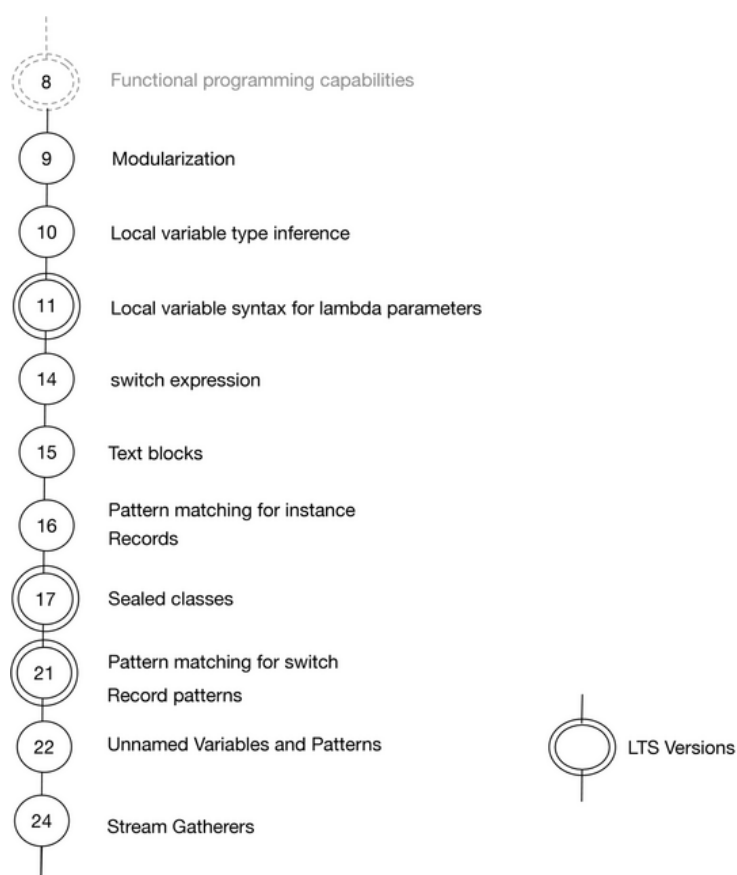 8 Functional programming capabilities
9 Modularization
10 Local variable type inference
11 Local variable syntax for lambda parameters
14 switch expression
15 Text blocks
16 Pattern matching for instance
Records
17 Sealed classes
21 Pattern matching for switch
Record patterns
22 Unnamed Variables and Patterns
LTS Versions
24 Stream Gatherers